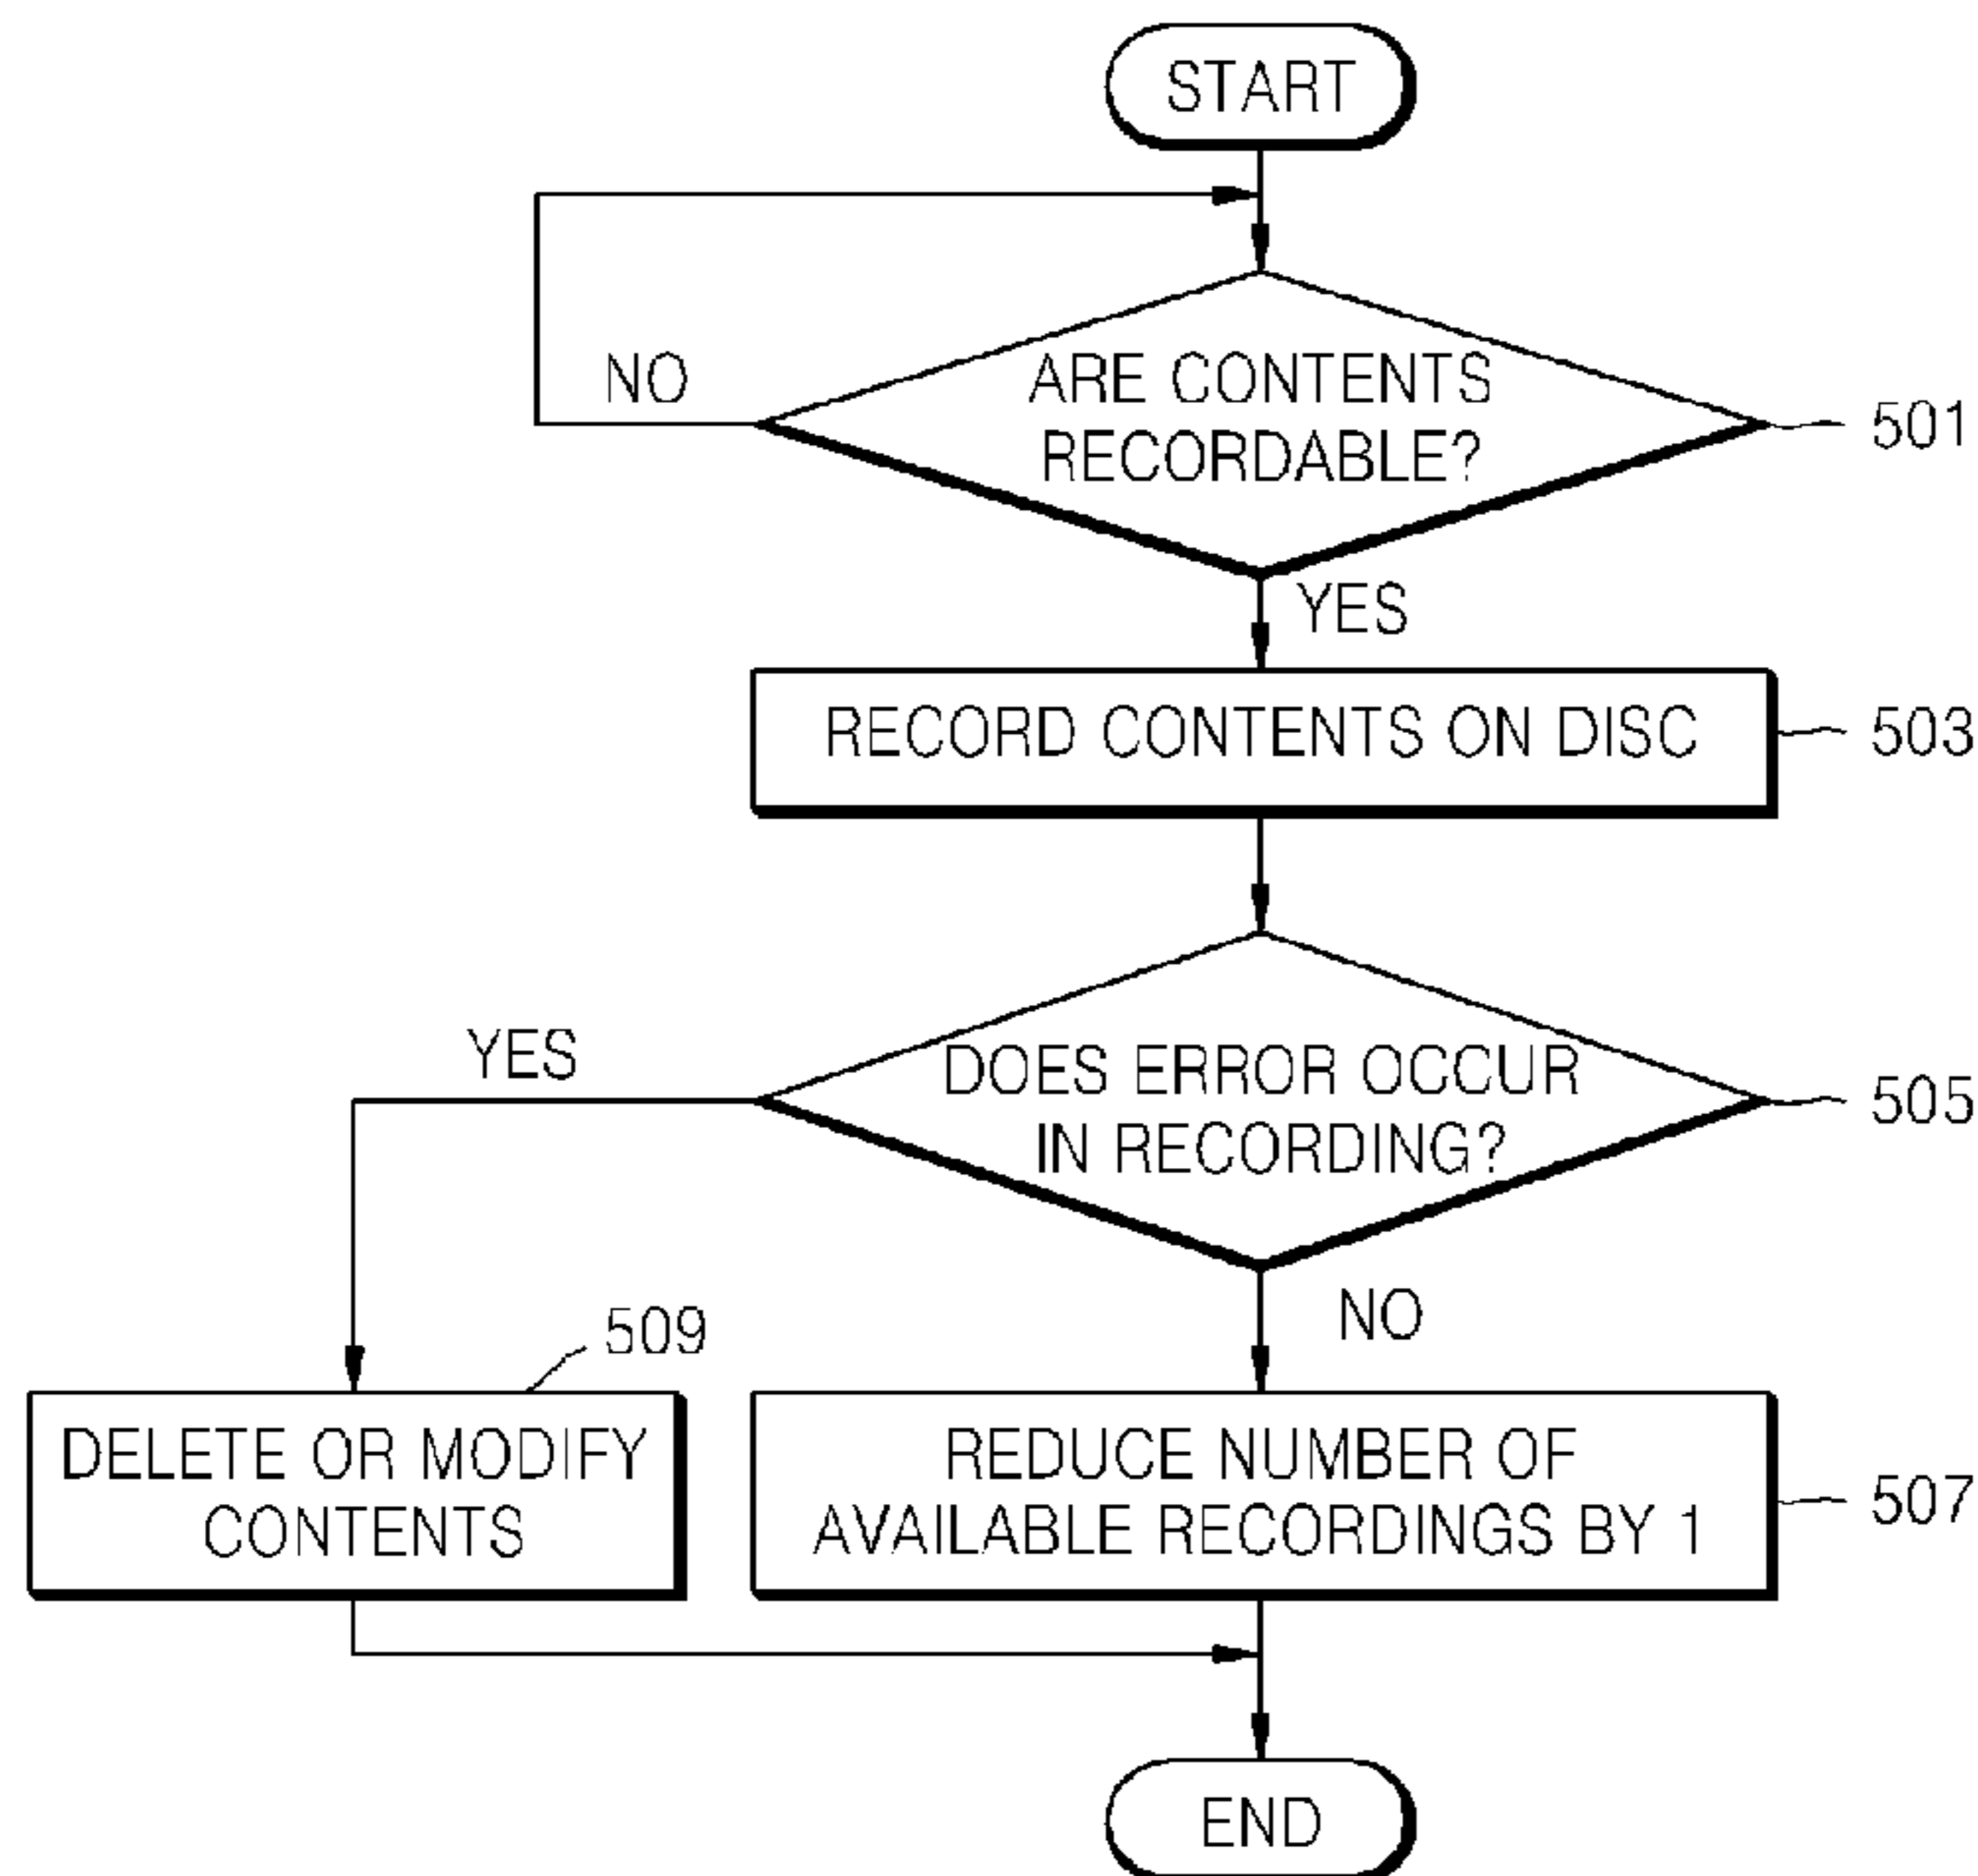 START
NO
ARE CONTENTS
RECORDABLE?
501
YES
RECORD CONTENTS ON DISC
503
YES
DOES ERROR OCCUR
IN RECORDING?
505
NO
509
DELETE OR MODIFY
CONTENTS
REDUCE NUMBER OF
AVAILABLE RECORDINGS BY 1
507
END